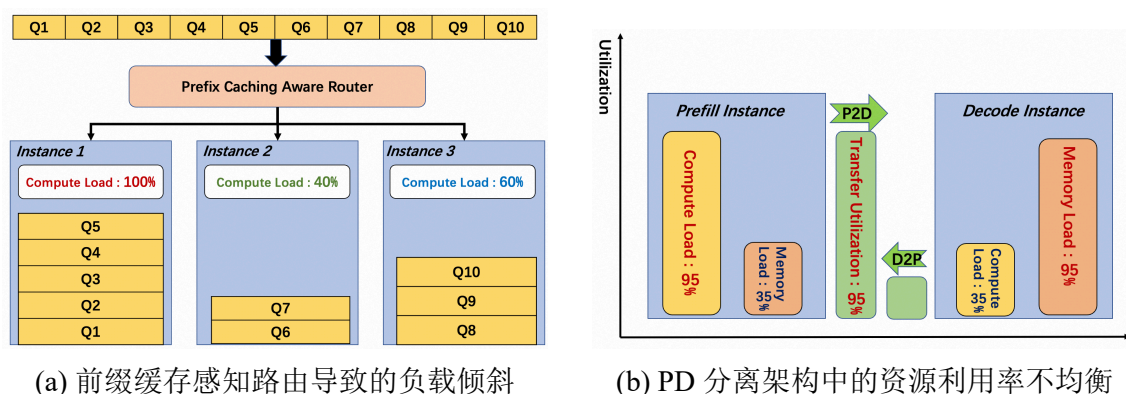 Q1 Q2 Q3 Q4 Q5 Q6 Q7 Q8 Q9 Q10
Prefix Caching Aware Router
Instance 1
Compute Load : 100%
Q5
Q4
Q3
Q2
Q1
Instance 2
Compute Load : 40%
Q7
Q6
Instance 3
Compute Load : 60%
Q10
Q9
Q8
(a) 前缀缓存感知路由导致的负载倾斜
Utilization
Prefill Instance
Compute Load : 95%
Memory
Load : 35%
P2D
Transfer Utilization : 95%
D2P
Decode Instance
Compute
Load : 35%
Memory Load : 95%
(b) PD 分离架构中的资源利用率不均衡